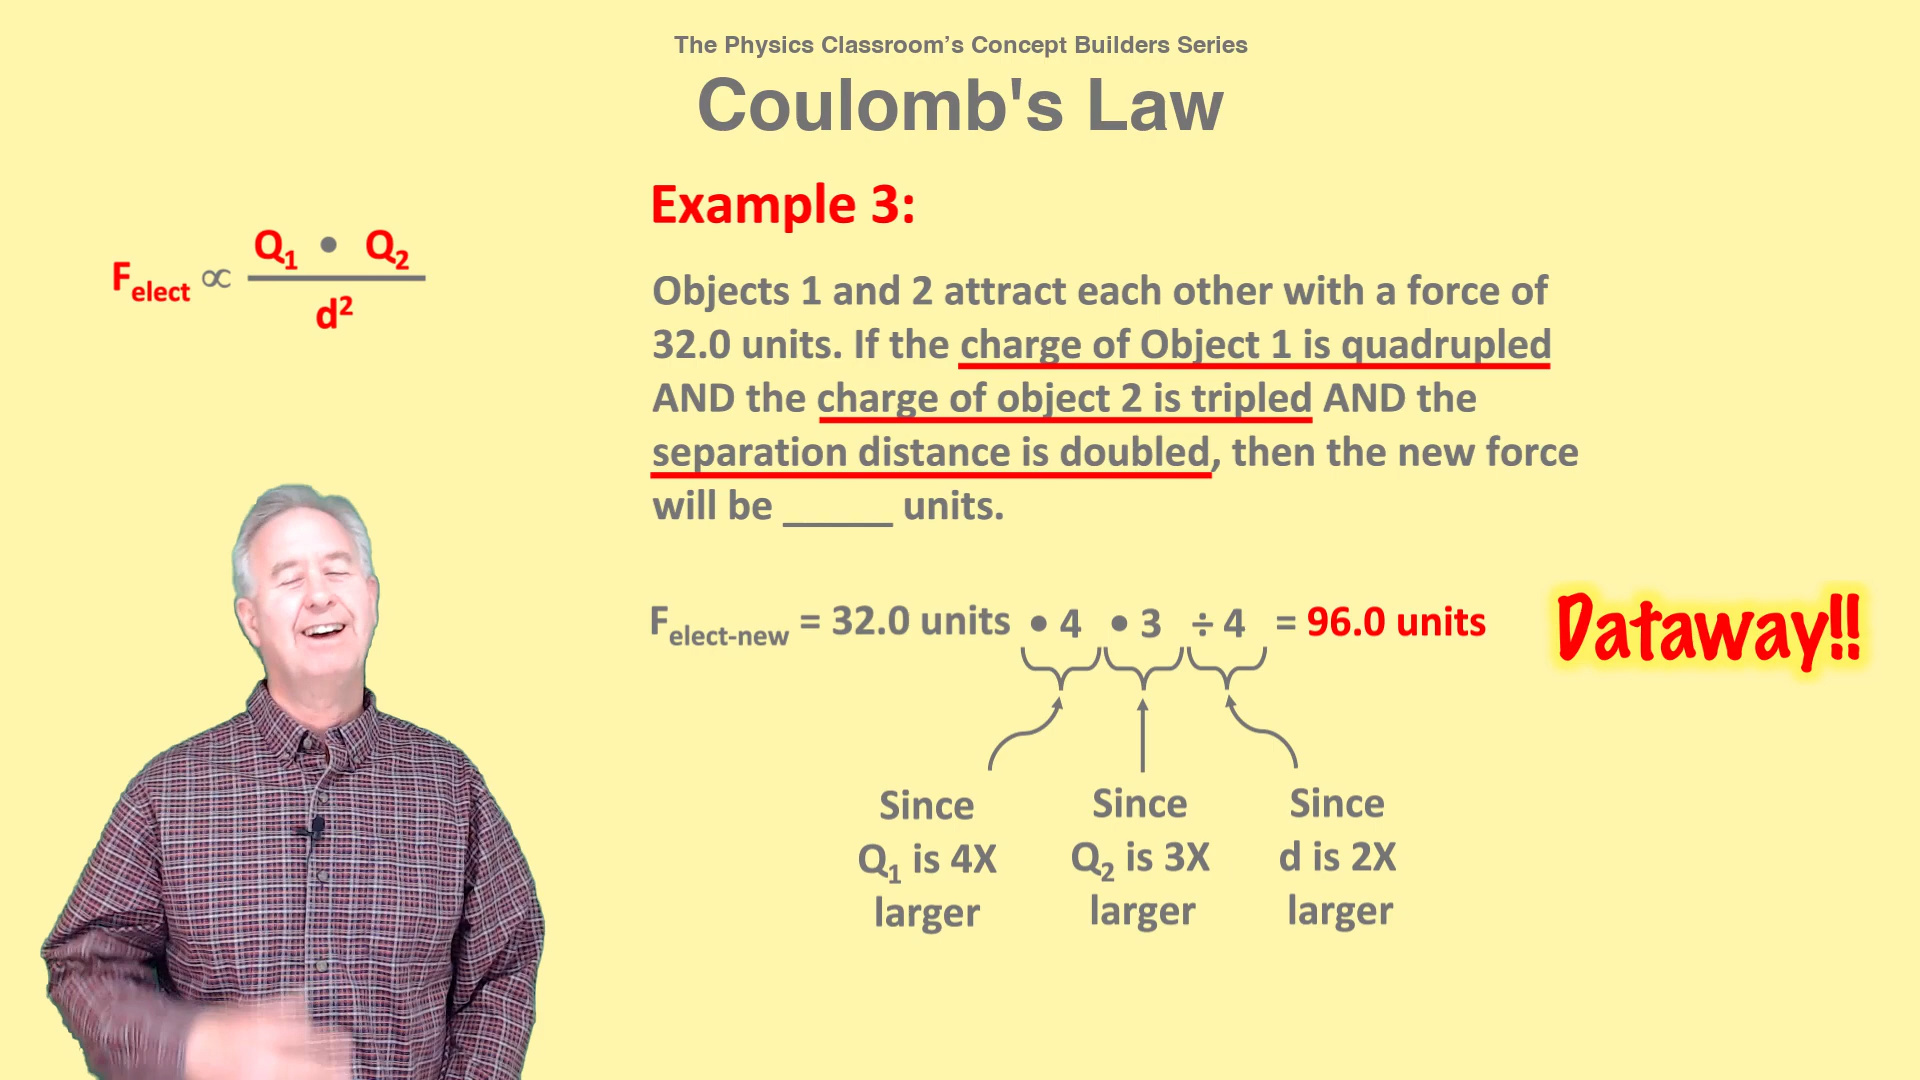 The Physics Classroom’s Concept Builders Series
Coulomb's Law
Example 3:
F_elect ∝ Q₁ • Q₂ / d²
Objects 1 and 2 attract each other with a force of
32.0 units. If the charge of Object 1 is quadrupled
AND the charge of object 2 is tripled AND the
separation distance is doubled, then the new force
will be _____ units.
F_elect-new = 32.0 units • 4 • 3 ÷ 4 = 96.0 units
Dataway!!
Since
Q₁ is 4X
larger
Since
Q₂ is 3X
larger
Since
d is 2X
larger